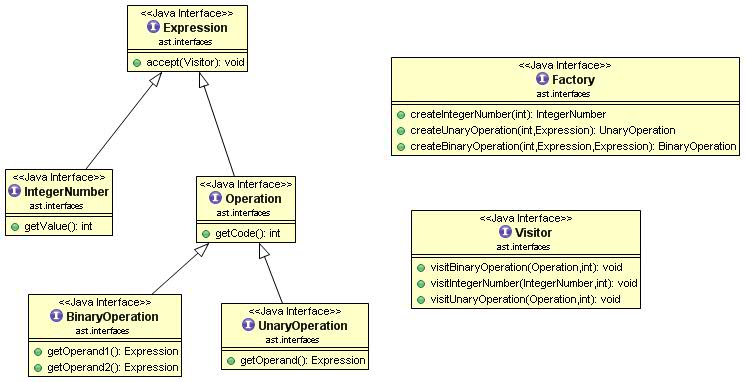 <<Java Interface>>
Expression
ast.interfaces
accept(Visitor): void
<<Java Interface>>
Factory
ast.interfaces
createIntegerNumber(int): IntegerNumber
createUnaryOperation(int,Expression): UnaryOperation
createBinaryOperation(int,Expression,Expression): BinaryOperation
<<Java Interface>>
IntegerNumber
ast.interfaces
getValue(): int
<<Java Interface>>
Operation
ast.interfaces
getCode(): int
<<Java Interface>>
Visitor
ast.interfaces
visitBinaryOperation(Operation,int): void
visitIntegerNumber(IntegerNumber,int): void
visitUnaryOperation(Operation,int): void
<<Java Interface>>
BinaryOperation
ast.interfaces
getOperand1(): Expression
getOperand2(): Expression
<<Java Interface>>
UnaryOperation
ast.interfaces
getOperand(): Expression